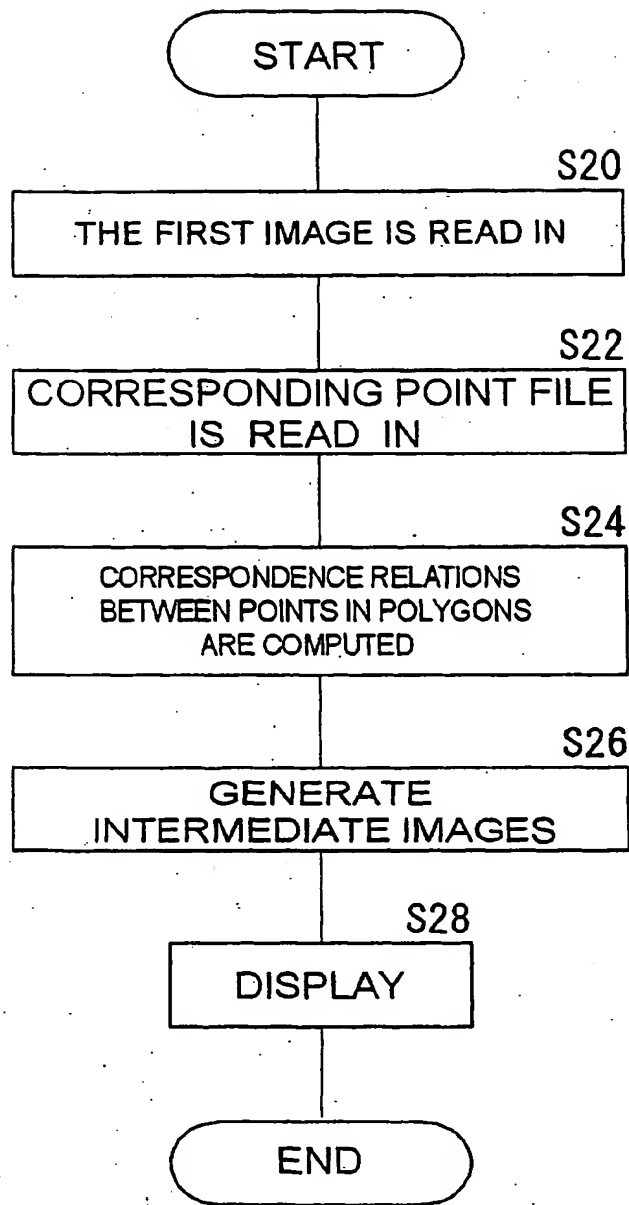 START
S20
THE FIRST IMAGE IS READ IN
S22
CORRESPONDING POINT FILE
IS READ IN
S24
CORRESPONDENCE RELATIONS
BETWEEN POINTS IN POLYGONS
ARE COMPUTED
S26
GENERATE
INTERMEDIATE IMAGES
S28
DISPLAY
END